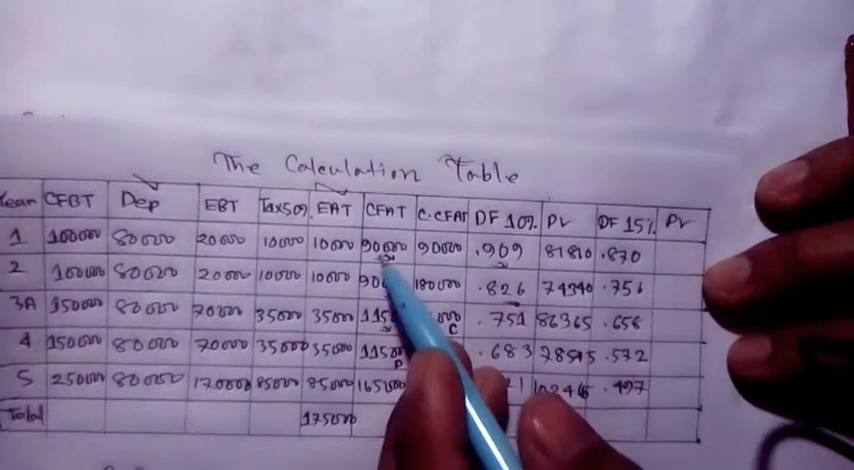 The Calculation Table
Year CFBT Dep EBT Tax50% EAT CFAT C.CFAT DF 10% PV DF 15% PV
1 100000 80000 20000 10000 10000 90000 90000 .909 81810 .870
2 100000 80000 20000 10000 10000 180000 .826 74340 .756
3A 150000 80000 70000 35000 35000 C .751 86365 .658
4 150000 80000 70000 35000 35000 P .683 78545 .572
5 250000 80000 170000 85000 85000 165000 .497
Total 175000